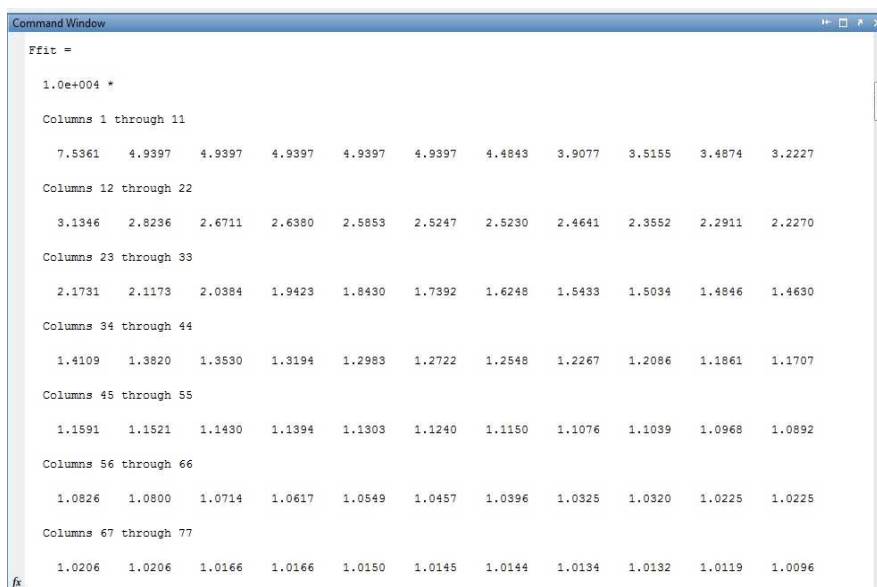 Command Window
Ffit =
1.0e+004 *
Columns 1 through 11
7.5361 4.9397 4.9397 4.9397 4.9397 4.9397 4.4843 3.9077 3.5155 3.4874 3.2227
Columns 12 through 22
3.1346 2.8236 2.6711 2.6380 2.5853 2.5247 2.5230 2.4641 2.3552 2.2911 2.2270
Columns 23 through 33
2.1731 2.1173 2.0384 1.9423 1.8430 1.7392 1.6248 1.5433 1.5034 1.4846 1.4630
Columns 34 through 44
1.4109 1.3820 1.3530 1.3194 1.2983 1.2722 1.2548 1.2267 1.2086 1.1861 1.1707
Columns 45 through 55
1.1591 1.1521 1.1430 1.1394 1.1303 1.1240 1.1150 1.1076 1.1039 1.0968 1.0892
Columns 56 through 66
1.0826 1.0800 1.0714 1.0617 1.0549 1.0457 1.0396 1.0325 1.0320 1.0225 1.0225
Columns 67 through 77
1.0206 1.0206 1.0166 1.0166 1.0150 1.0145 1.0144 1.0134 1.0132 1.0119 1.0096
fx